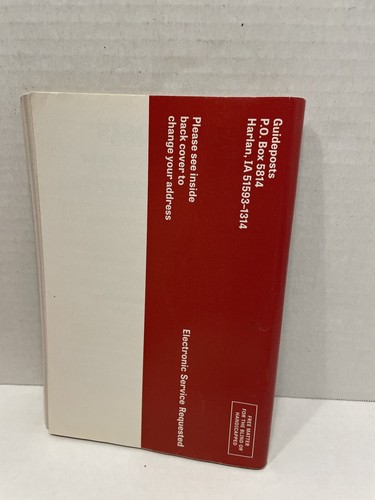 Guideposts
P.O. Box 5814
Harlan, IA 51593-1314
Please see inside
back cover to
change your address
Electronic Service Requested
FREE MATTER
FOR THE BLIND OR
HANDICAPPED